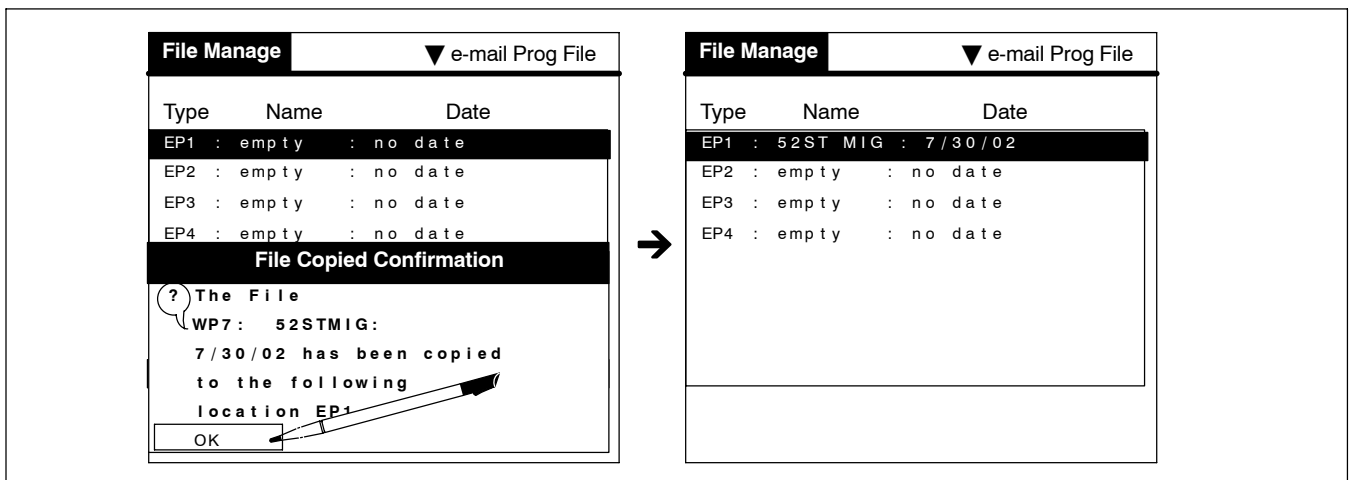 File Manage ▼ e-mail Prog File
Type Name Date
EP1 : empty : no date
EP2 : empty : no date
EP3 : empty : no date
EP4 : empty : no date
File Copied Confirmation
? The File
WP7: 52STMIG:
7/30/02 has been copied
to the following
location EP1
OK
➔
File Manage ▼ e-mail Prog File
Type Name Date
EP1 : 52ST MIG : 7/30/02
EP2 : empty : no date
EP3 : empty : no date
EP4 : empty : no date